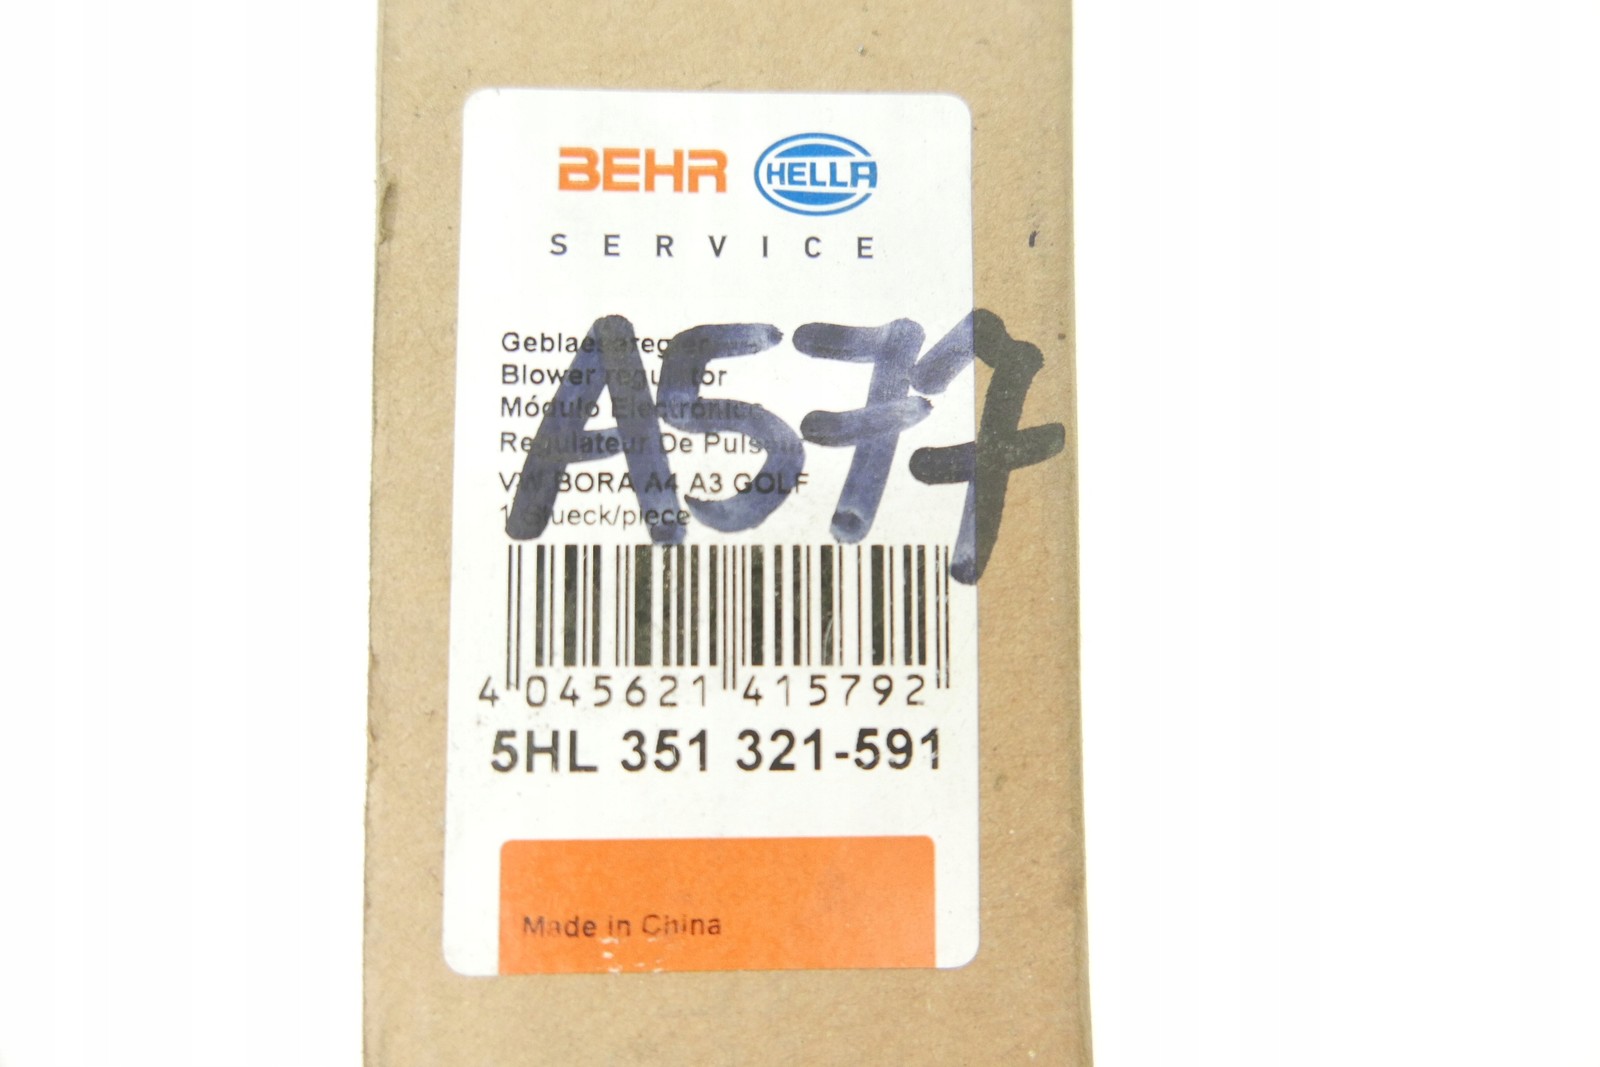 BEHR HELLA
SERVICE
A577
Geblaeseregler
Blower regulator
Módulo Electrónico
Regulateur De Pulseur
VW BORA A4 A3 GOLF
1 Stueck/piece
4 045621 415792
5HL 351 321-591
Made in China